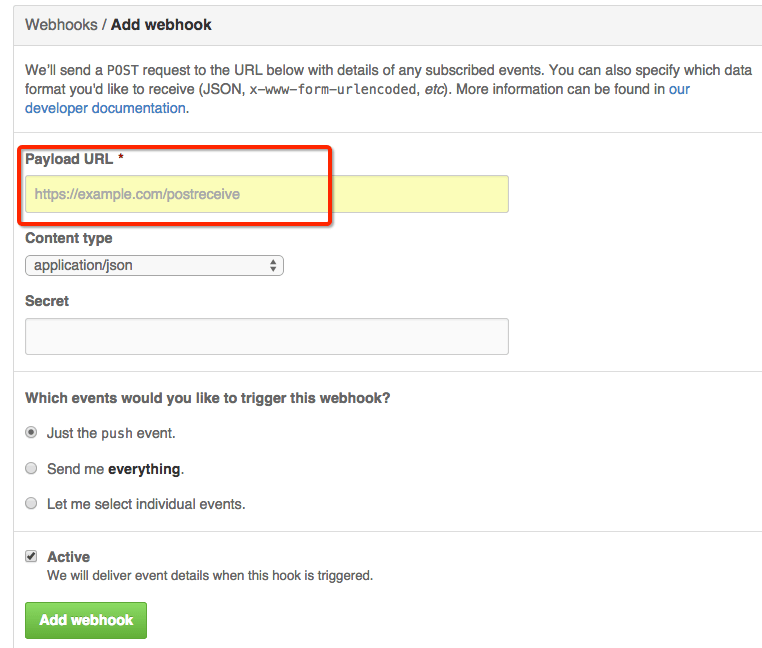 Webhooks / Add webhook
We'll send a POST request to the URL below with details of any subscribed events. You can also specify which data
format you'd like to receive (JSON, x-www-form-urlencoded, etc). More information can be found in our
developer documentation.
Payload URL *
https://example.com/postreceive
Content type
application/json
Secret
Which events would you like to trigger this webhook?
Just the push event.
Send me everything.
Let me select individual events.
Active
We will deliver event details when this hook is triggered.
Add webhook